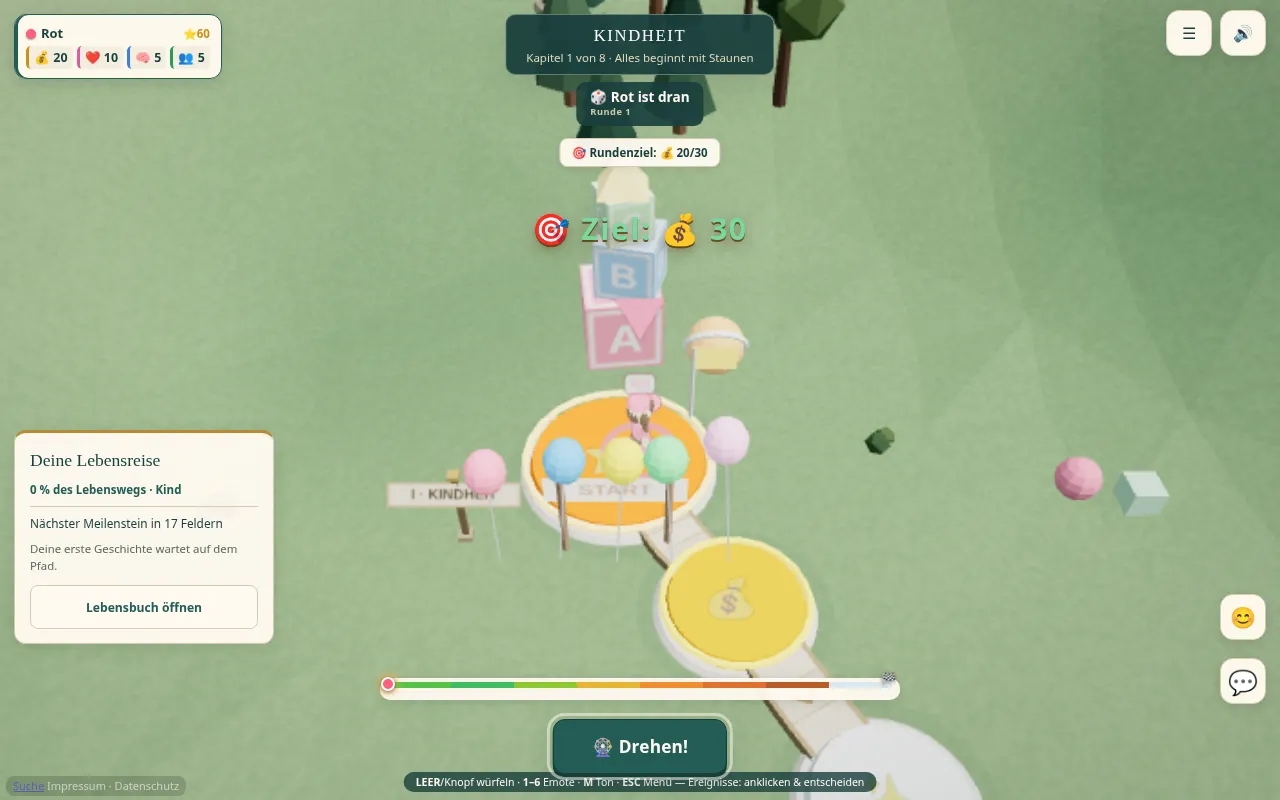 Rot
⭐60
💰 20 ❤️ 10 🧠 5 👥 5
KINDHEIT
Kapitel 1 von 8 · Alles beginnt mit Staunen
🎲 Rot ist dran
Runde 1
🎯 Rundenziel: 💰 20/30
🎯 Ziel: 💰 30
B
A
I · KINDHEIT
START
$
Deine Lebensreise
0 % des Lebenswegs · Kind
Nächster Meilenstein in 17 Feldern
Deine erste Geschichte wartet auf dem
Pfad.
Lebensbuch öffnen
🎡 Drehen!
LEER/Knopf würfeln · 1–6 Emote · M Ton · ESC Menü — Ereignisse: anklicken & entscheiden
Suche Impressum · Datenschutz